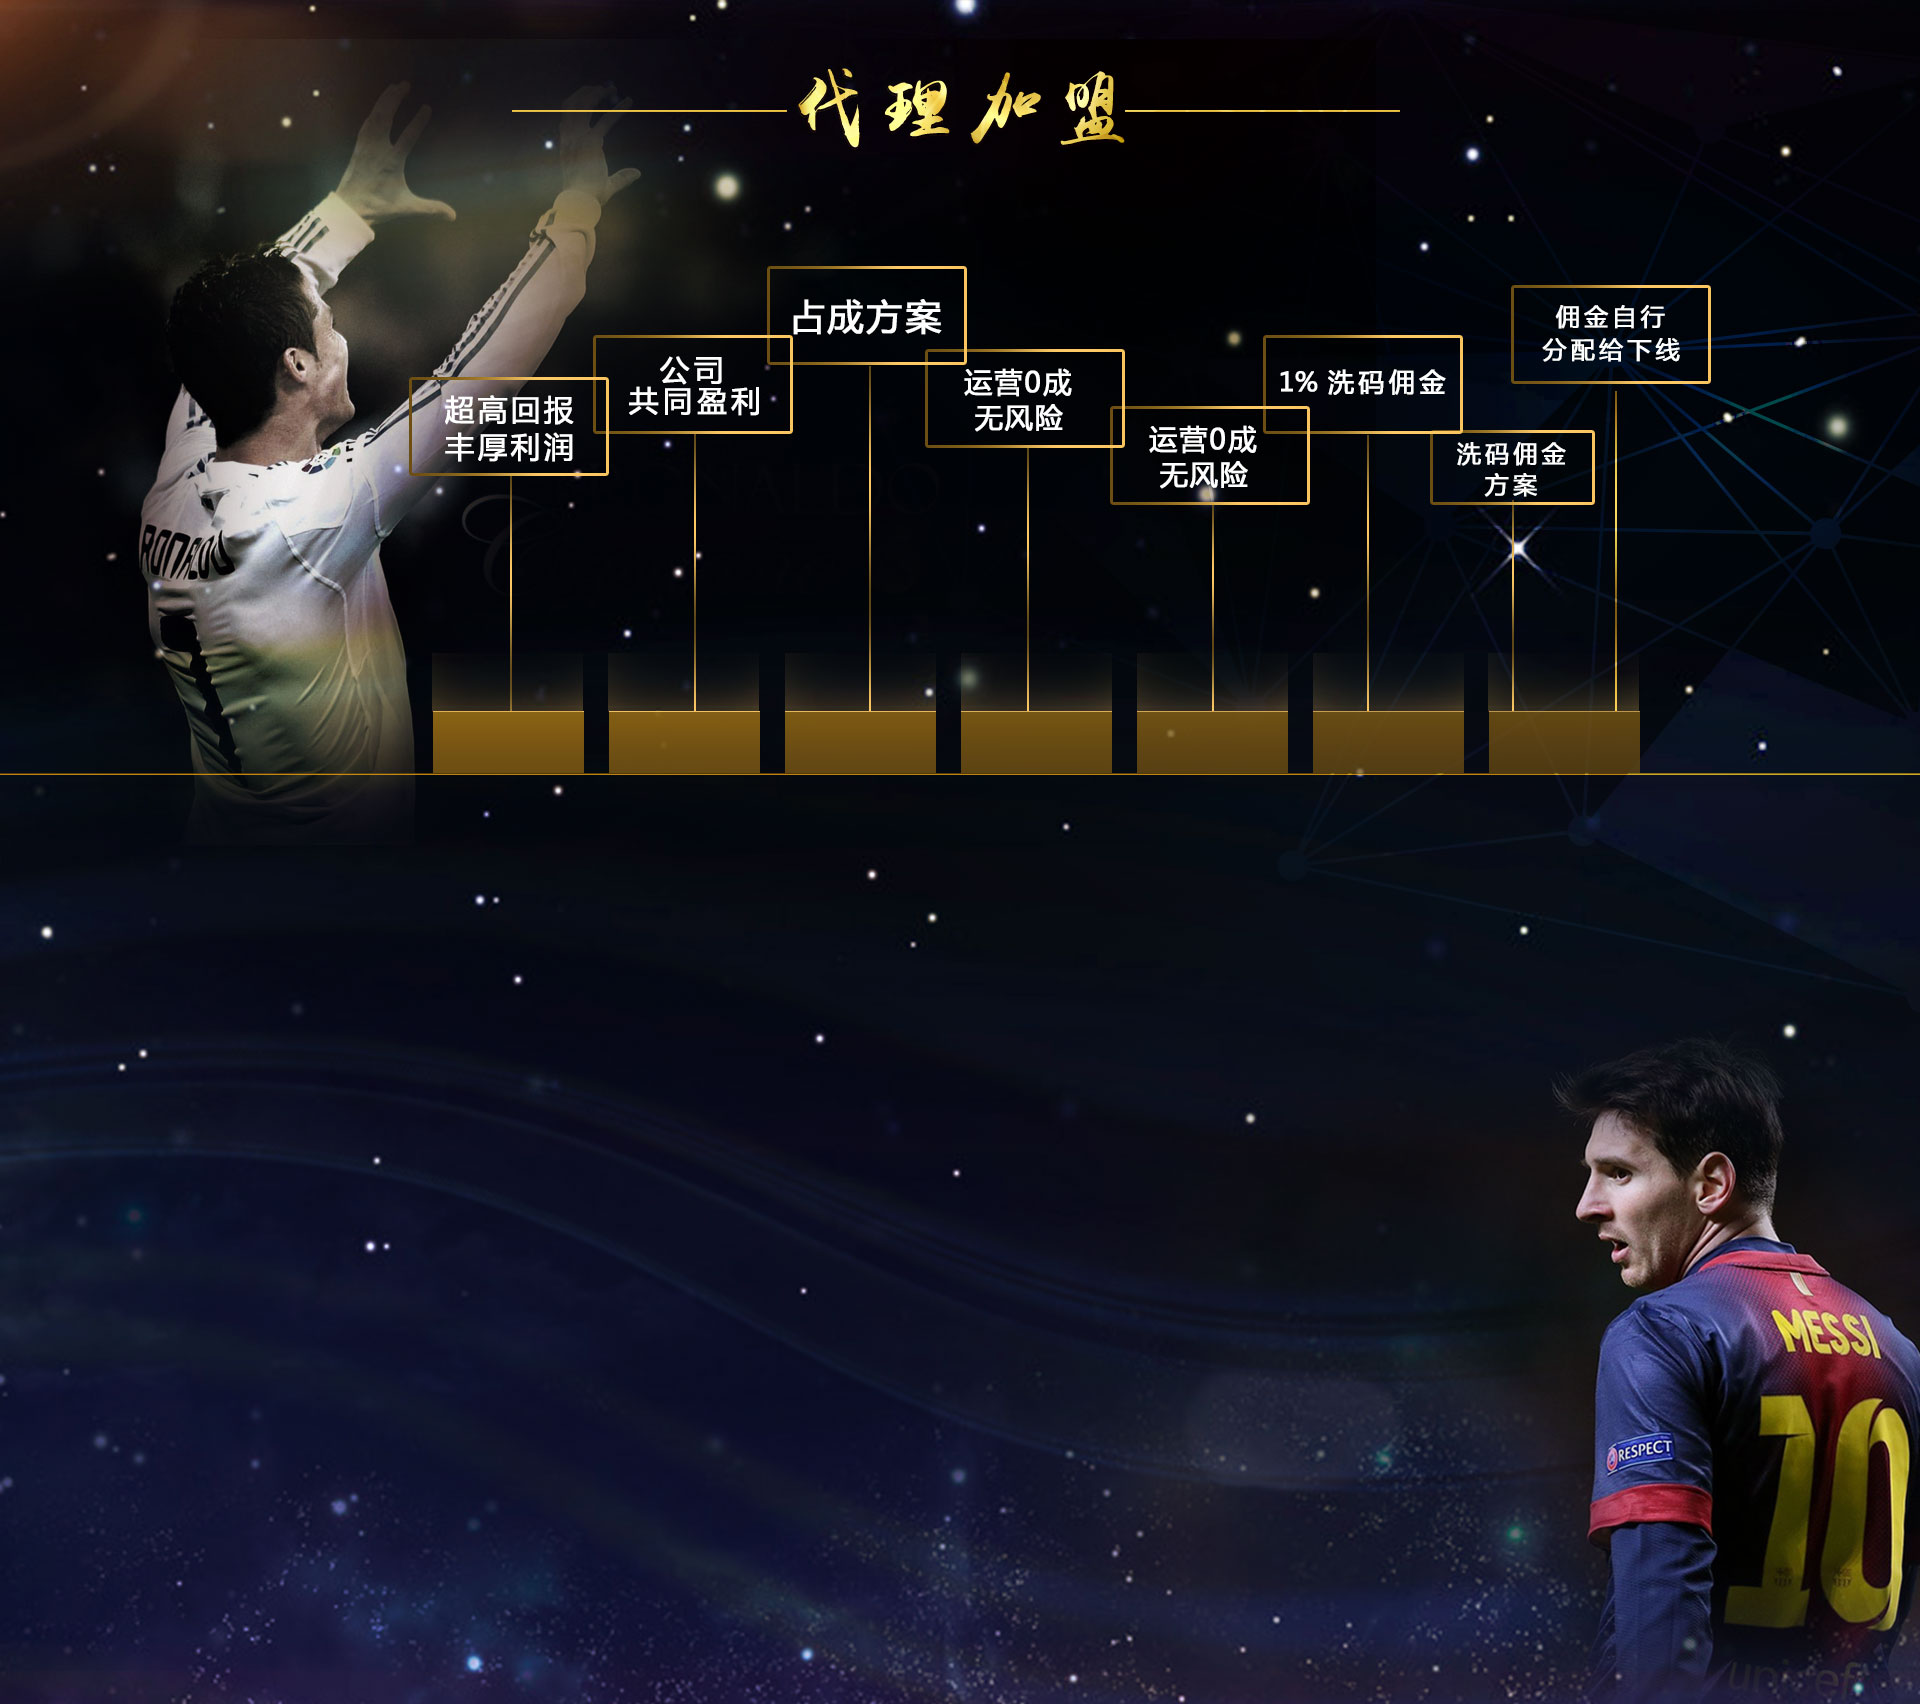 代理加盟
占成方案
佣金自行
分配给下线
公司
共同盈利
运营0成
无风险
1% 洗码佣金
超高回报
丰厚利润
运营0成
无风险
洗码佣金
方案
RONALDO
7
MESSI
10
RESPECT
unicef